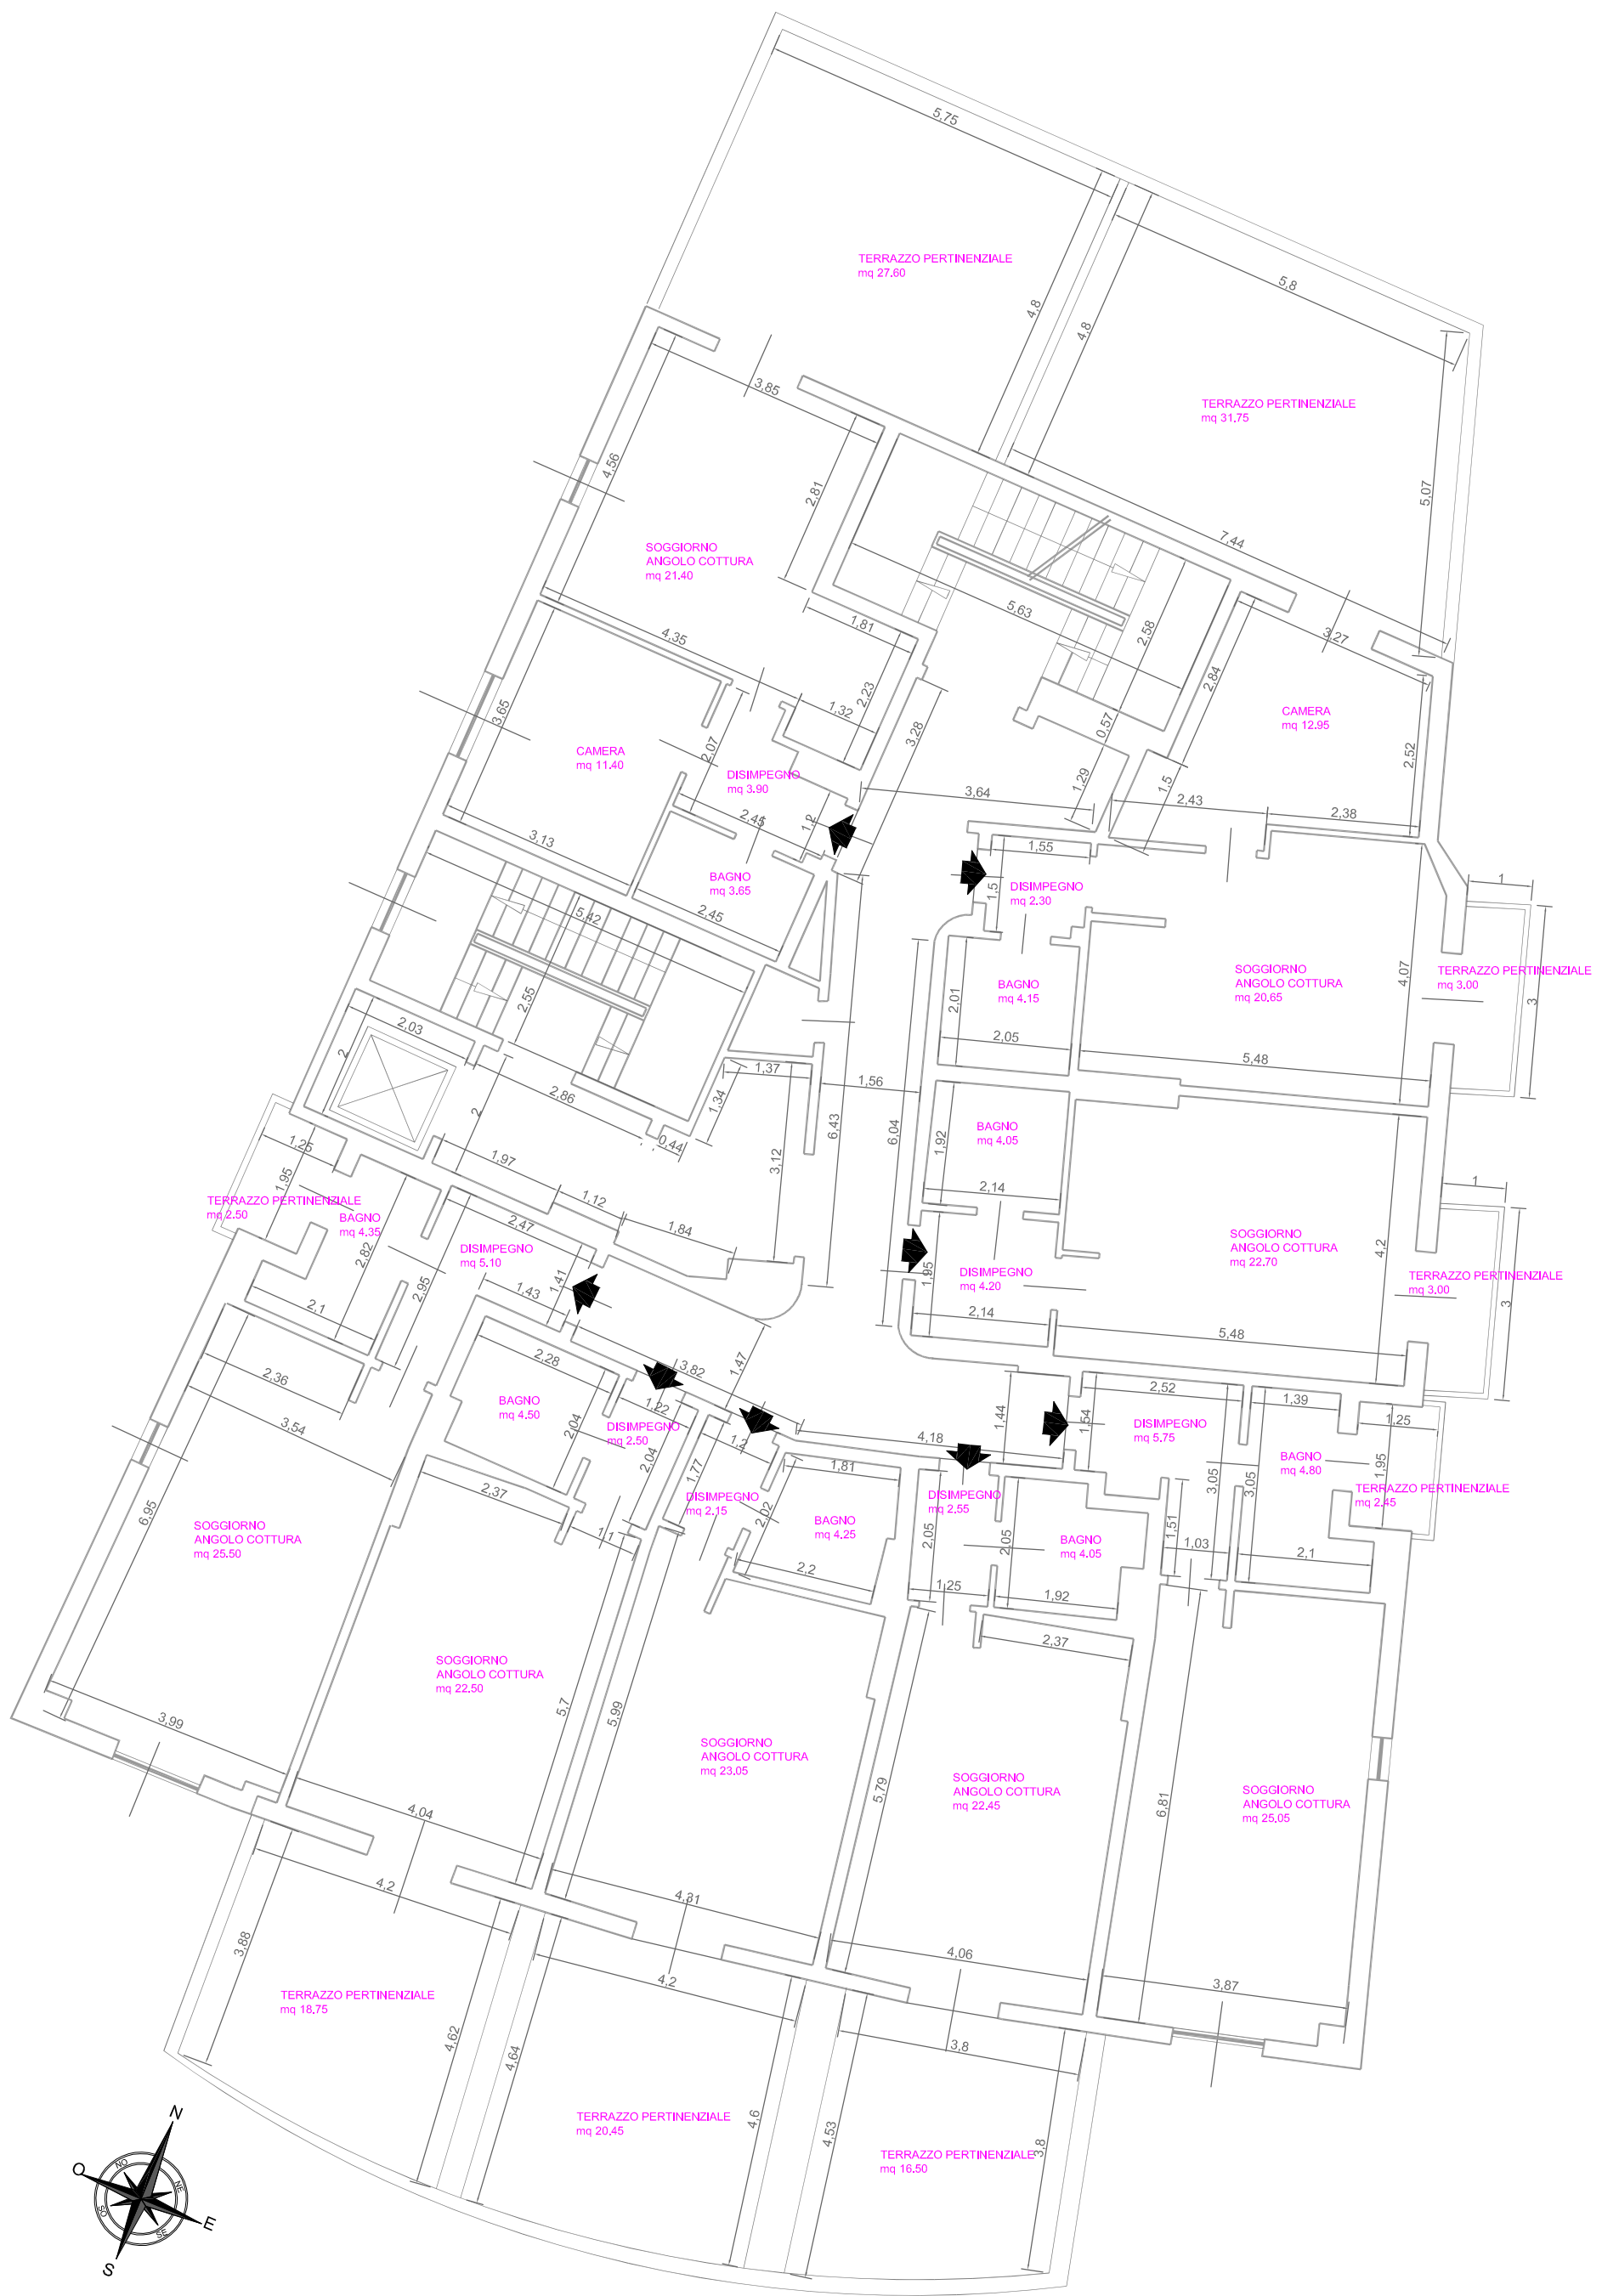 5,75
TERRAZZO PERTINENZIALE
mq 27.60
4,8
4,8
5,8
TERRAZZO PERTINENZIALE
mq 31.75
5,07
7,44
3,85
4,56
2,81
SOGGIORNO
ANGOLO COTTURA
mq 21.40
5,63
2,58
1,81
4,35
2,23
1,32
3,27
2,84
CAMERA
mq 12.95
2,52
3,65
CAMERA
mq 11.40
2,07
3,28
0,57
DISIMPEGNO
mq 3.90
1,29
1,5
3,64
2,43
2,38
2,45
1,2
3,13
BAGNO
mq 3.65
1,55
1,5
DISIMPEGNO
mq 2.30
1
2,45
5,42
2,55
BAGNO
mq 4.15
2,01
2,05
SOGGIORNO
ANGOLO COTTURA
mq 20.65
4,07
TERRAZZO PERTINENZIALE
mq 3.00
3
2,03
2
5,48
1,37
1,56
1,34
2,86
2
0,44
6,43
6,04
1,92
BAGNO
mq 4.05
2,14
1,25
1,95
1,97
1,12
3,12
1
TERRAZZO PERTINENZIALE
mq 2.50
BAGNO
mq 4.35
2,82
2,47
1,84
DISIMPEGNO
mq 5.10
1,41
1,43
2,95
2,1
SOGGIORNO
ANGOLO COTTURA
mq 22.70
4,2
DISIMPEGNO
mq 4.20
1,95
2,14
TERRAZZO PERTINENZIALE
mq 3.00
3
5,48
2,36
3,54
2,28
3,82
1,47
BAGNO
mq 4.50
2,04
1,22
DISIMPEGNO
mq 2.50
2,04
1,2
1,44
1,54
2,52
DISIMPEGNO
mq 5.75
1,39
1,25
4,18
BAGNO
mq 4.80
1,95
3,05
3,05
TERRAZZO PERTINENZIALE
mq 2.45
1,77
DISIMPEGNO
mq 2.15
2,02
1,81
BAGNO
mq 4.25
DISIMPEGNO
mq 2.55
2,05
2,05
BAGNO
mq 4.05
1,51
1,03
2,1
2,37
1,1
2,2
1,25
1,92
6,95
SOGGIORNO
ANGOLO COTTURA
mq 25.50
2,37
SOGGIORNO
ANGOLO COTTURA
mq 22.50
5,7
5,99
3,99
SOGGIORNO
ANGOLO COTTURA
mq 23.05
5,79
SOGGIORNO
ANGOLO COTTURA
mq 22.45
6,81
SOGGIORNO
ANGOLO COTTURA
mq 25.05
4,04
4,2
4,31
4,06
3,87
3,88
4,2
TERRAZZO PERTINENZIALE
mq 18.75
4,62
4,64
3,8
TERRAZZO PERTINENZIALE
mq 20.45
4,6
4,53
TERRAZZO PERTINENZIALE
mq 16.50
3,8
N
NO
O
NE
SO
SE
E
S